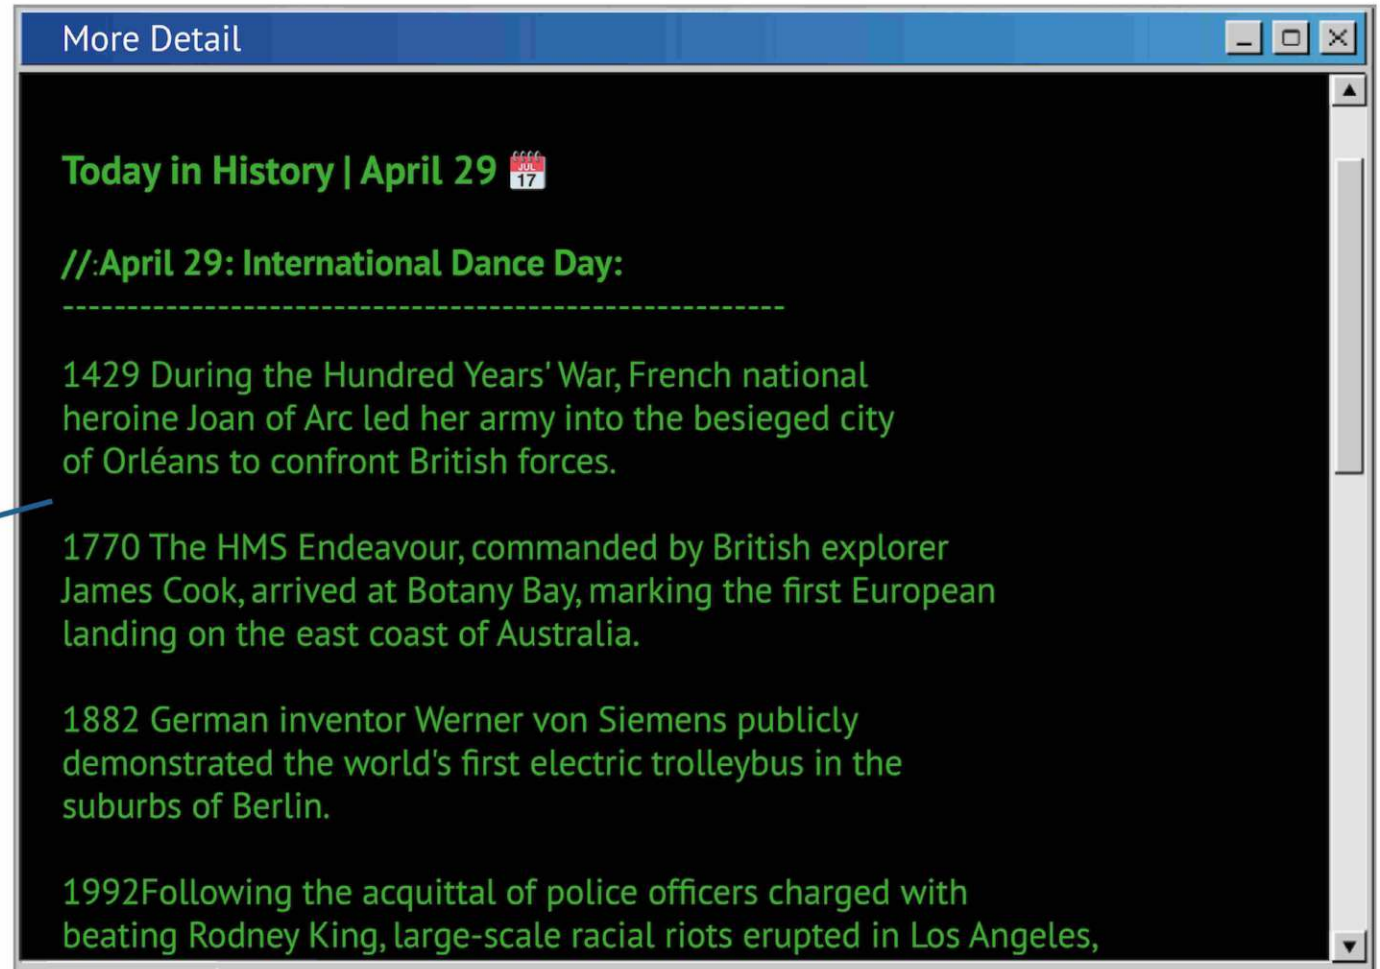 More Detail
Today in History | April 29 📅
JUL
17
//:April 29: International Dance Day:
--------------------------------------------------------
1429 During the Hundred Years' War, French national
heroine Joan of Arc led her army into the besieged city
of Orléans to confront British forces.
1770 The HMS Endeavour, commanded by British explorer
James Cook, arrived at Botany Bay, marking the first European
landing on the east coast of Australia.
1882 German inventor Werner von Siemens publicly
demonstrated the world's first electric trolleybus in the
suburbs of Berlin.
1992Following the acquittal of police officers charged with
beating Rodney King, large-scale racial riots erupted in Los Angeles,